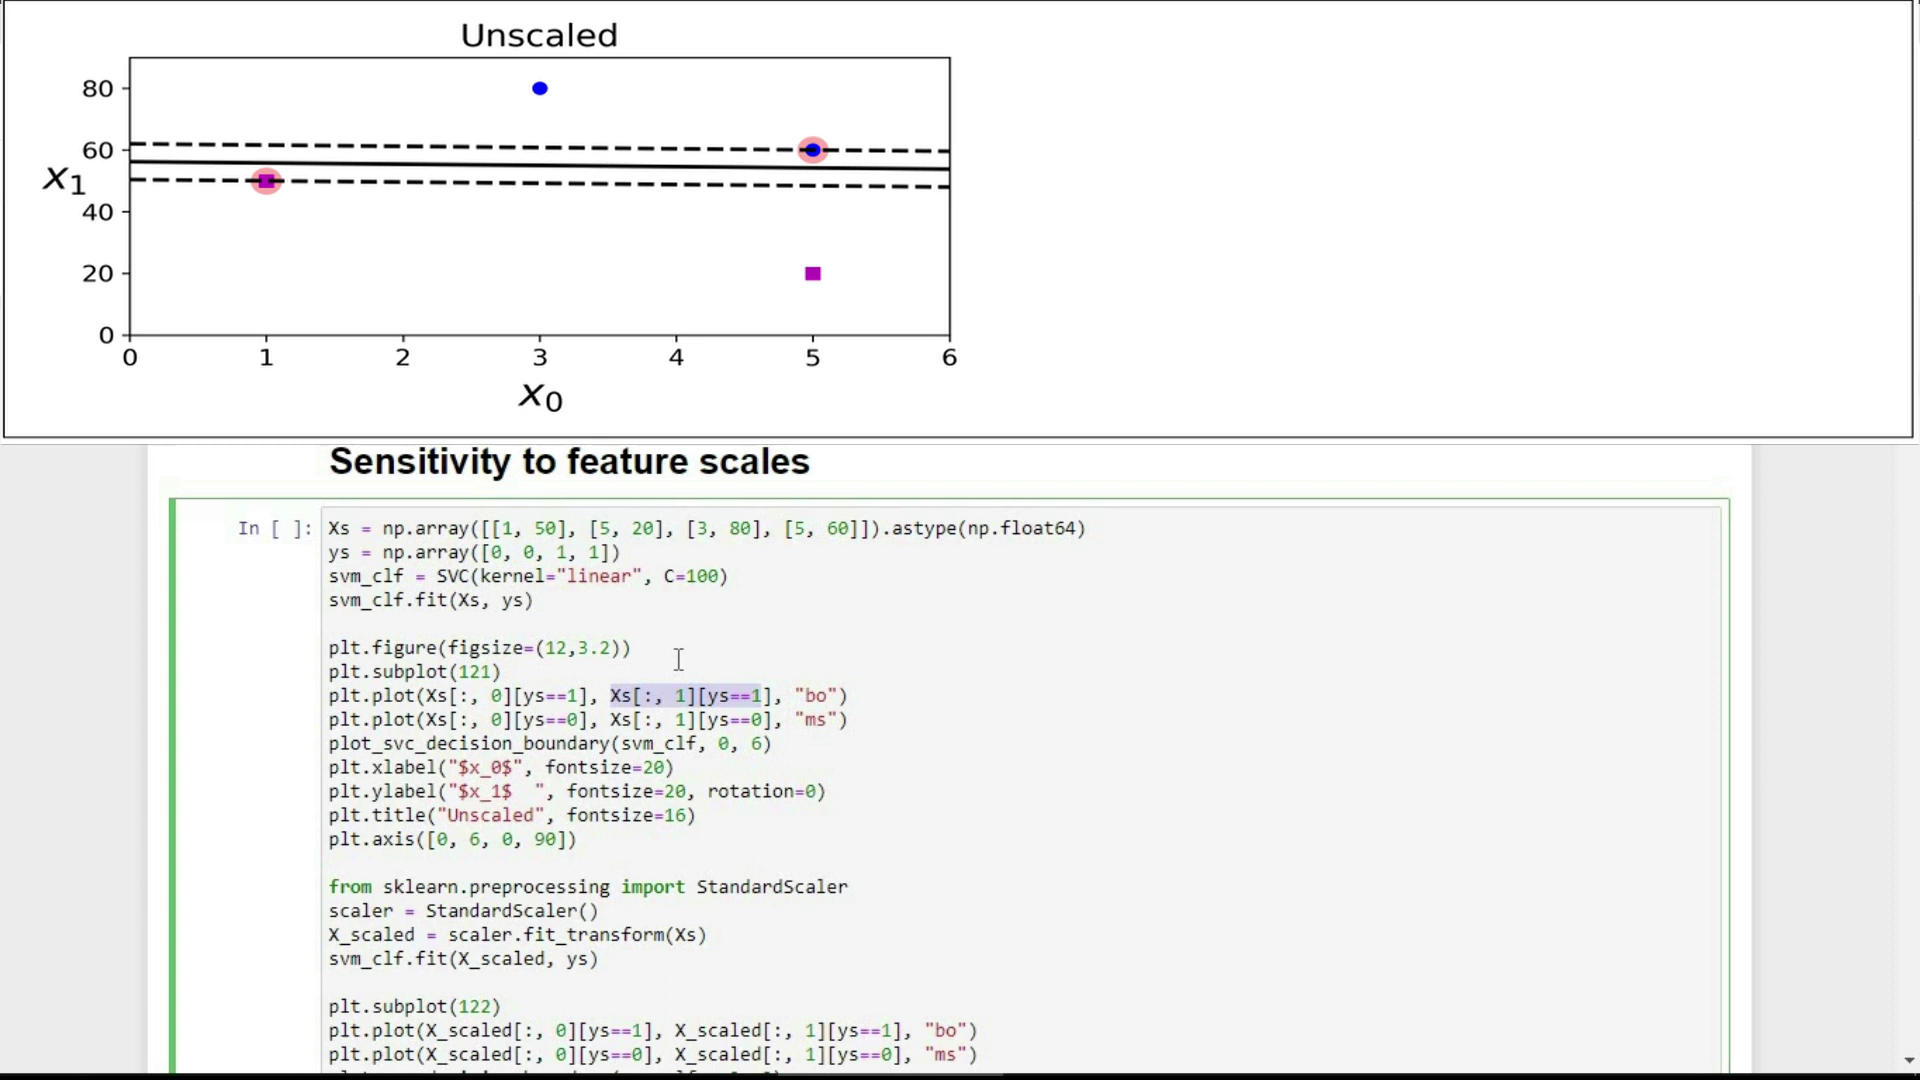 Unscaled
80
60
x1
40
20
0
0 1 2 3 4 5 6
x0
Sensitivity to feature scales
In [ ]: Xs = np.array([[1, 50], [5, 20], [3, 80], [5, 60]]).astype(np.float64)
ys = np.array([0, 0, 1, 1])
svm_clf = SVC(kernel="linear", C=100)
svm_clf.fit(Xs, ys)
plt.figure(figsize=(12,3.2))
plt.subplot(121)
plt.plot(Xs[:, 0][ys==1], Xs[:, 1][ys==1], "bo")
plt.plot(Xs[:, 0][ys==0], Xs[:, 1][ys==0], "ms")
plot_svc_decision_boundary(svm_clf, 0, 6)
plt.xlabel("$x_0$", fontsize=20)
plt.ylabel("$x_1$  ", fontsize=20, rotation=0)
plt.title("Unscaled", fontsize=16)
plt.axis([0, 6, 0, 90])
from sklearn.preprocessing import StandardScaler
scaler = StandardScaler()
X_scaled = scaler.fit_transform(Xs)
svm_clf.fit(X_scaled, ys)
plt.subplot(122)
plt.plot(X_scaled[:, 0][ys==1], X_scaled[:, 1][ys==1], "bo")
plt.plot(X_scaled[:, 0][ys==0], X_scaled[:, 1][ys==0], "ms")